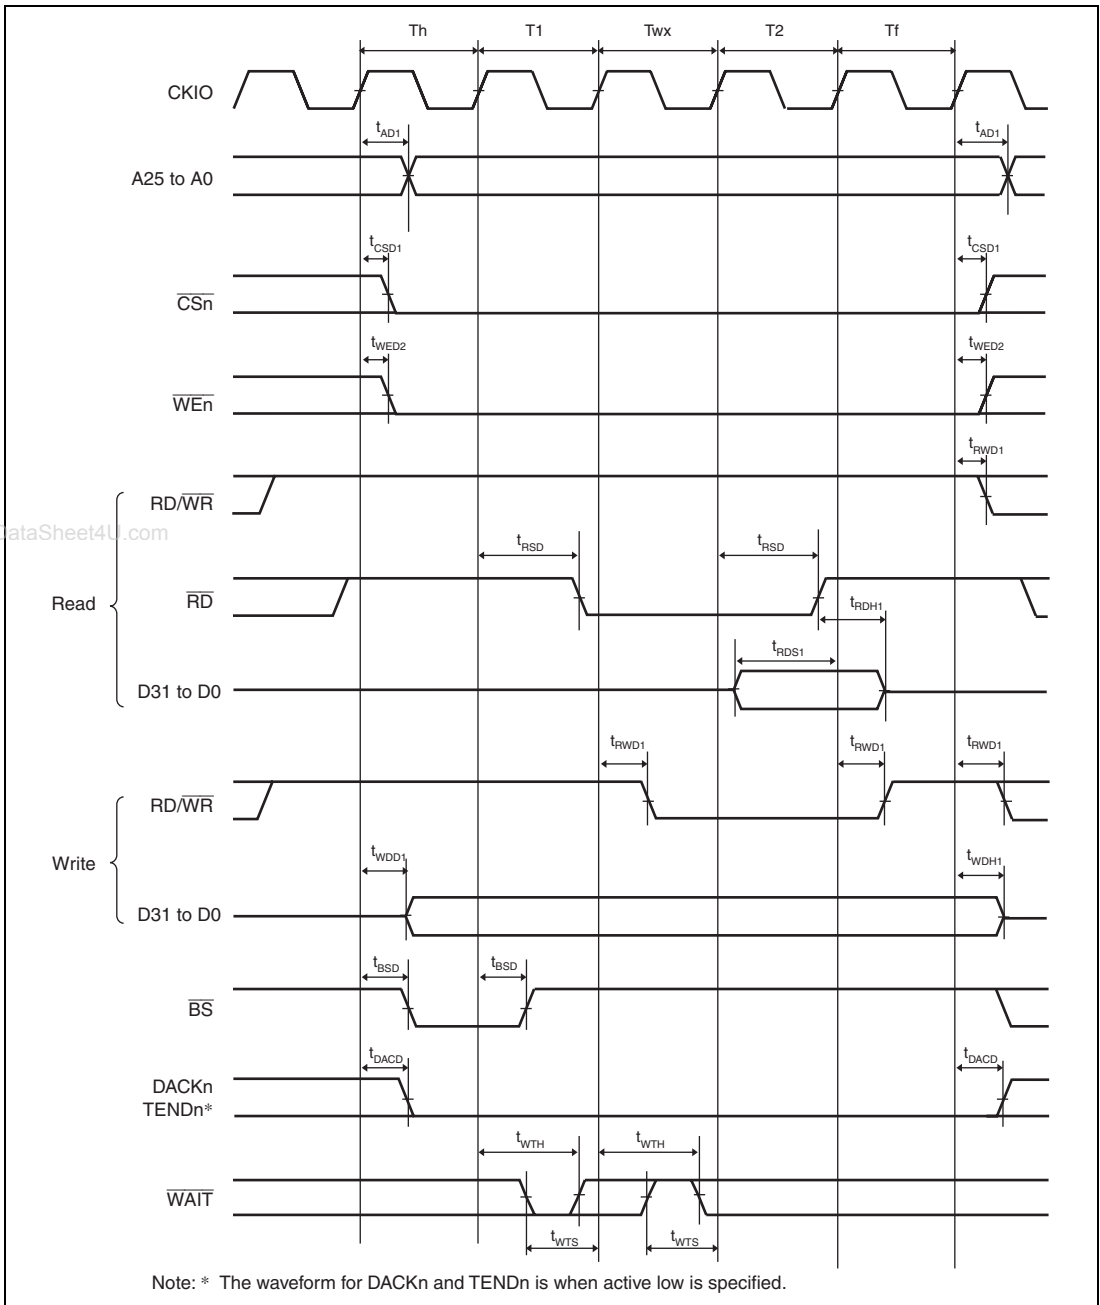 Th T1 Twx T2 Tf
CKIO
tAD1 tAD1
A25 to A0
tCSD1 tCSD1
CSn
tWED2 tWED2
WEn
tRWD1
RD/WR
DataSheet4U.com
tRSD tRSD
Read
RD
tRDH1
tRDS1
D31 to D0
tRWD1 tRWD1 tRWD1
RD/WR
Write
tWDD1 tWDH1
D31 to D0
tBSD tBSD
BS
tDACD tDACD
DACKn
TENDn*
tWTH tWTH
WAIT
tWTS tWTS
Note: * The waveform for DACKn and TENDn is when active low is specified.